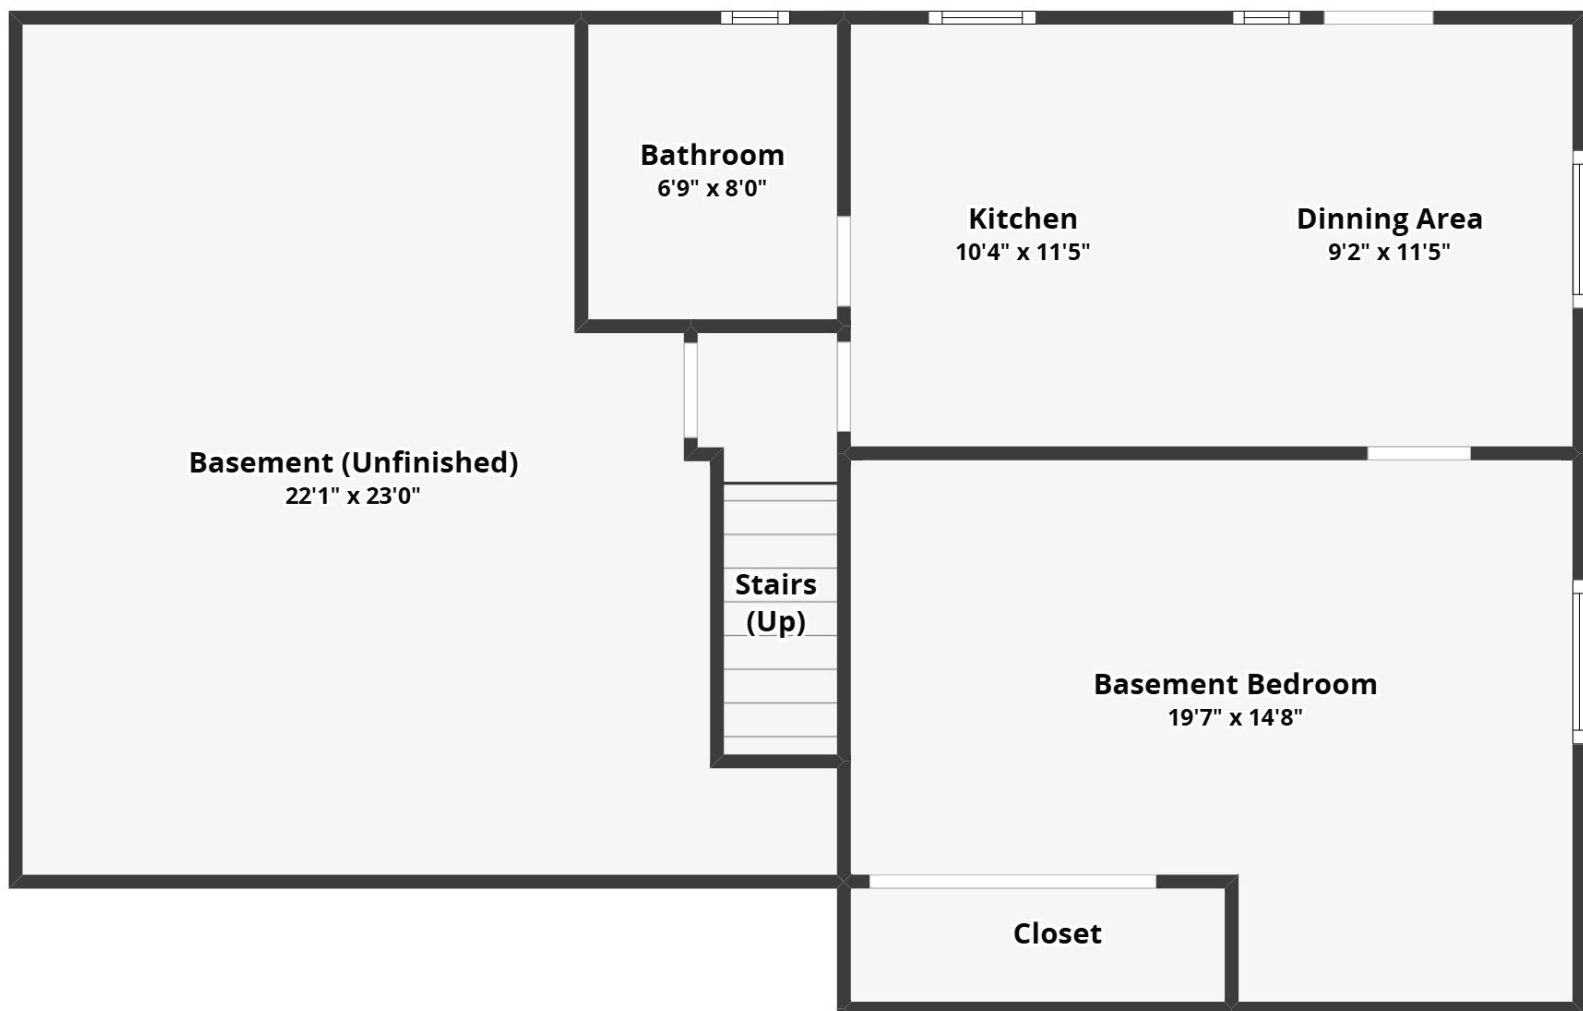 Bathroom
6'9" x 8'0"
Kitchen
10'4" x 11'5"
Dinning Area
9'2" x 11'5"
Basement (Unfinished)
22'1" x 23'0"
Stairs
(Up)
Basement Bedroom
19'7" x 14'8"
Closet